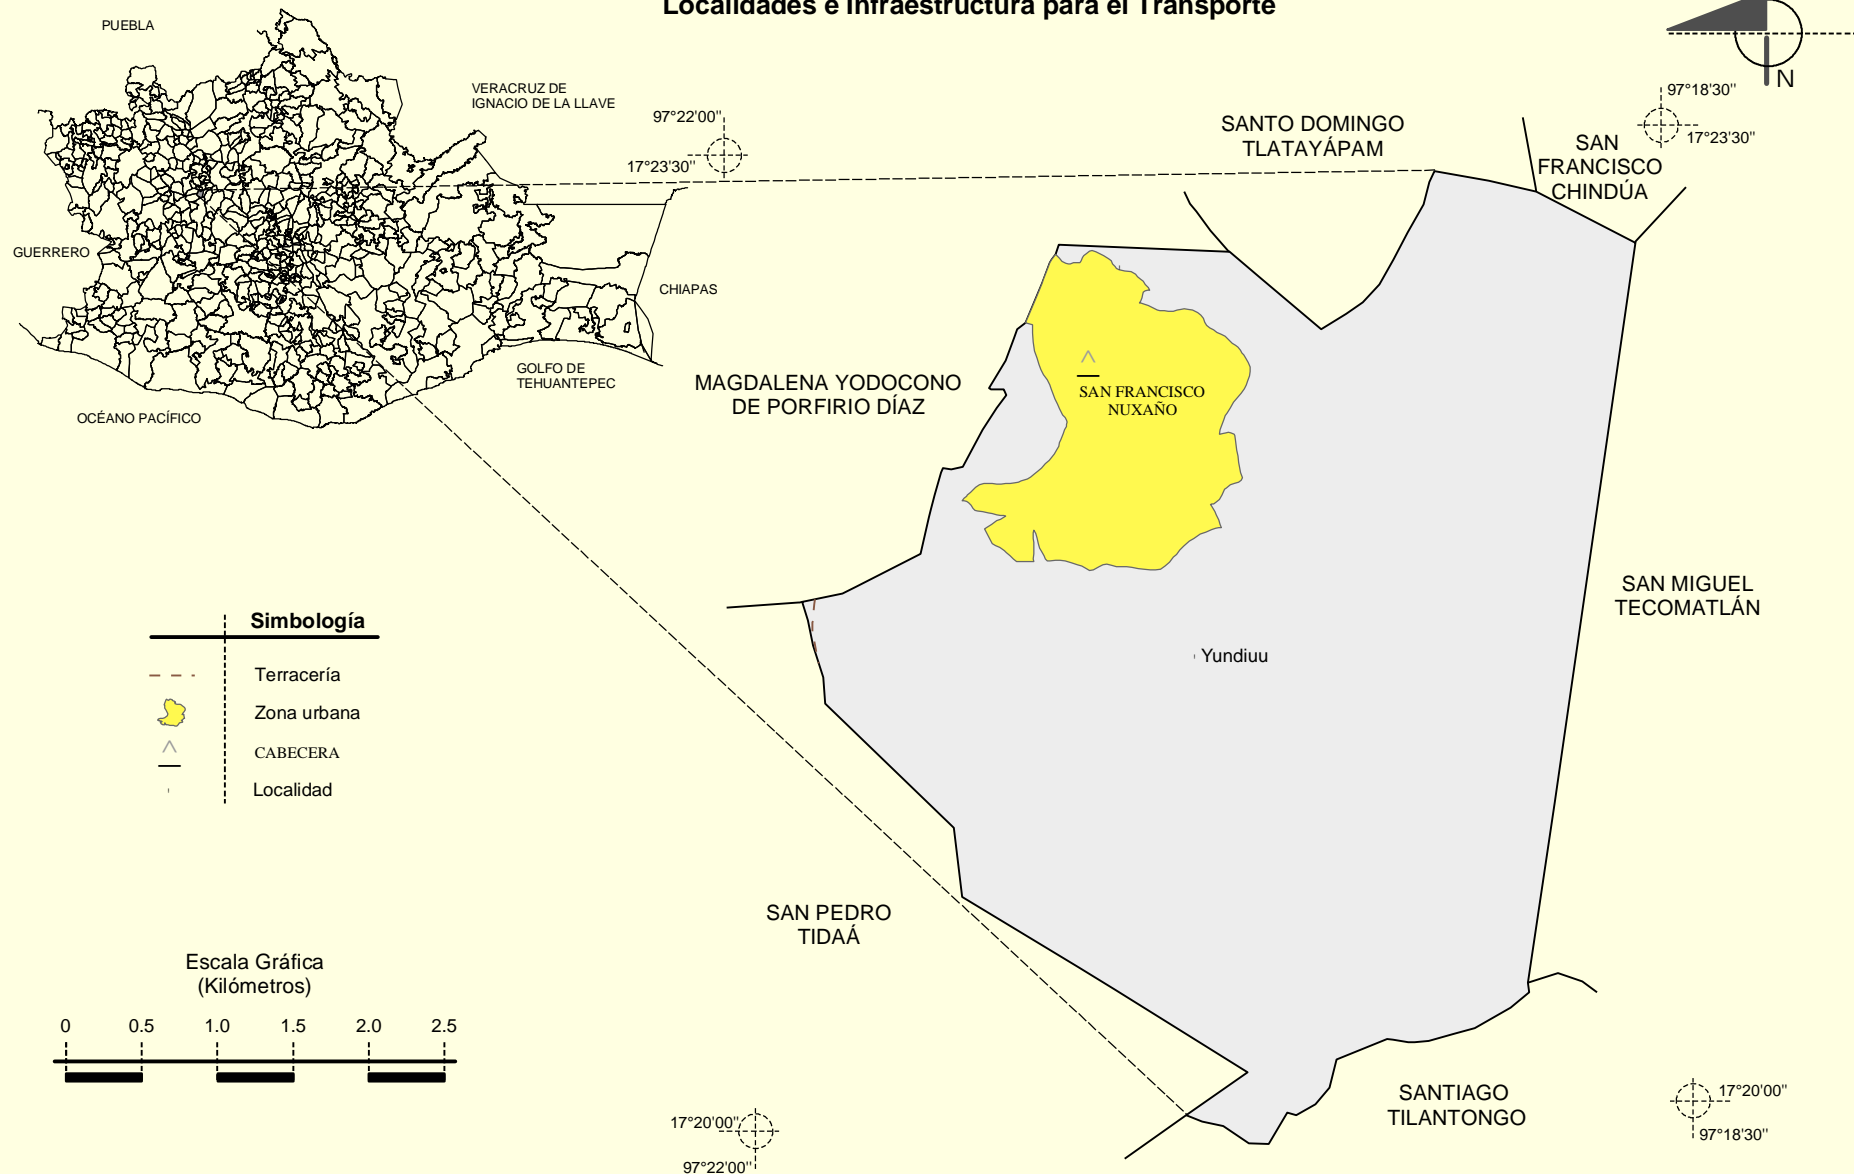 Localidades e Infraestructura para el Transporte
N
PUEBLA
VERACRUZ DE
IGNACIO DE LA LLAVE
GUERRERO
CHIAPAS
GOLFO DE
TEHUANTEPEC
OCÉANO PACÍFICO
97°22'00"
17°23'30"
97°18'30"
17°23'30"
SANTO DOMINGO
TLATAYÁPAM
SAN
FRANCISCO
CHINDÚA
MAGDALENA YODOCONO
DE PORFIRIO DÍAZ
SAN FRANCISCO
NUXAÑO
SAN MIGUEL
TECOMATLÁN
Yundiuu
Simbología
Terracería
Zona urbana
CABECERA
Localidad
SAN PEDRO
TIDAÁ
Escala Gráfica
(Kilómetros)
0 0.5 1.0 1.5 2.0 2.5
SANTIAGO
TILANTONGO
17°20'00"
97°22'00"
17°20'00"
97°18'30"